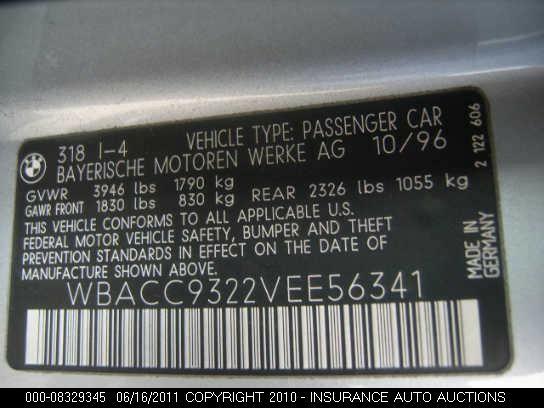 BMW
318 I-4 VEHICLE TYPE: PASSENGER CAR
BAYERISCHE MOTOREN WERKE AG 10/96
GVWR 3946 lbs 1790 kg
GAWR FRONT 1830 lbs 830 kg REAR 2326 lbs 1055 kg
THIS VEHICLE CONFORMS TO ALL APPLICABLE U.S.
FEDERAL MOTOR VEHICLE SAFETY, BUMPER AND THEFT
PREVENTION STANDARDS IN EFFECT ON THE DATE OF
MANUFACTURE SHOWN ABOVE.
WBACC9322VEE56341
2 122 606
MADE IN
GERMANY
000-08329345 06/16/2011 COPYRIGHT 2010 - INSURANCE AUTO AUCTIONS